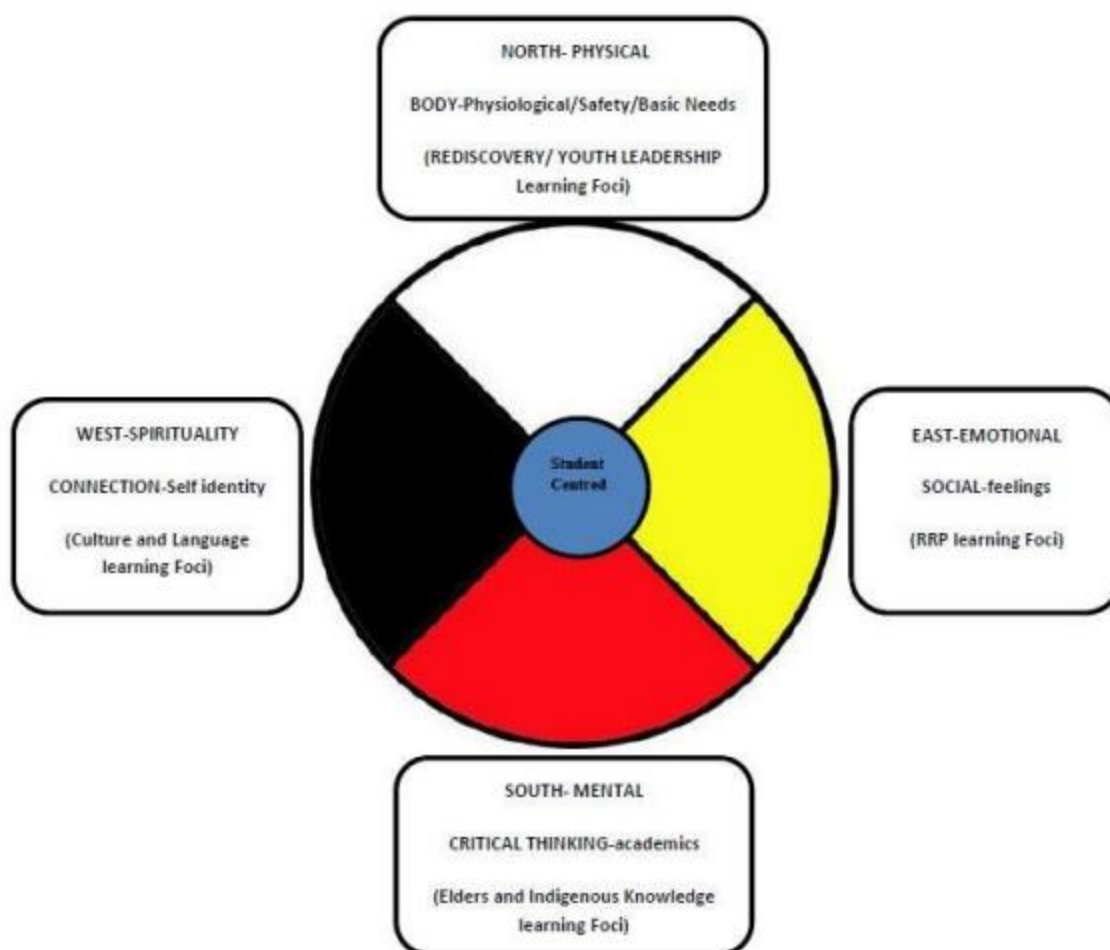 NORTH- PHYSICAL
BODY-Physiological/Safety/Basic Needs
(REDISCOVERY/ YOUTH LEADERSHIP
Learning Foci)
WEST-SPIRITUALITY
CONNECTION-Self identity
(Culture and Language
learning Foci)
Student
Centred
EAST-EMOTIONAL
SOCIAL-feelings
(RRP learning Foci)
SOUTH- MENTAL
CRITICAL THINKING-academics
(Elders and Indigenous Knowledge
learning Foci)